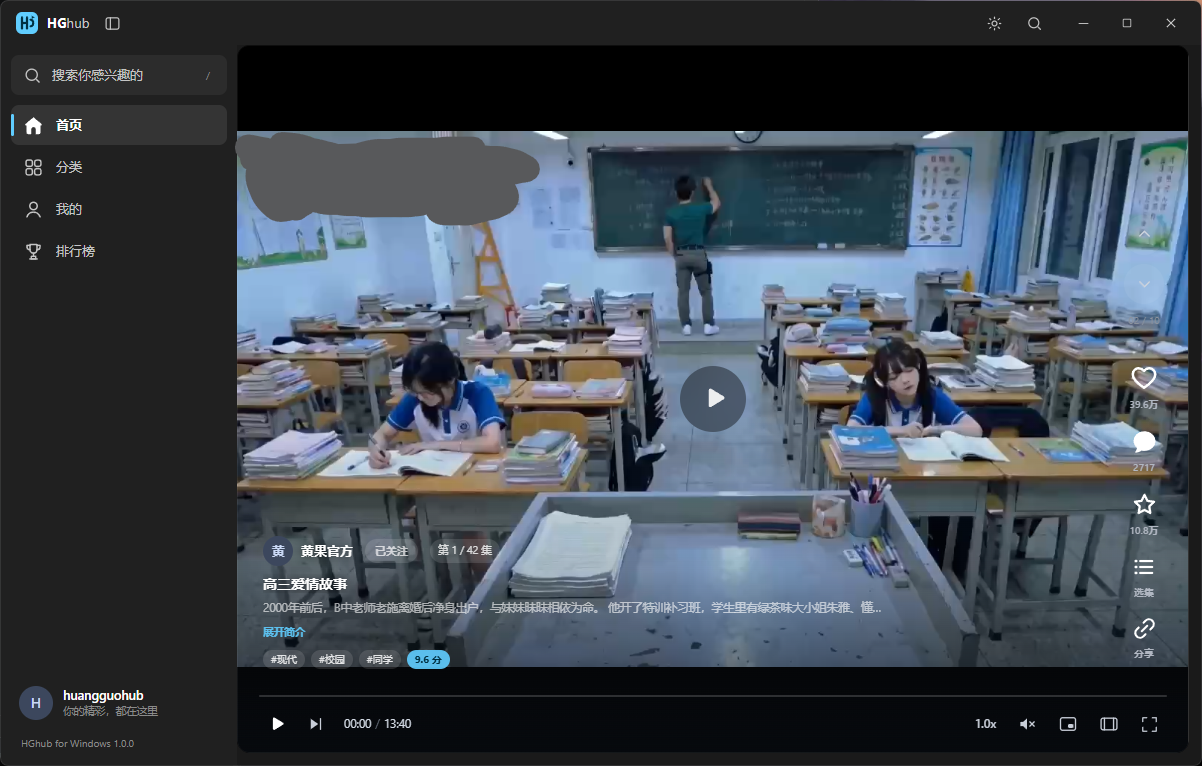 HGhub
搜索你感兴趣的 /
首页
分类
我的
排行榜
39.6万
2717
10.8万
选集
分享
黄 黄果官方 已关注 第 1 / 42 集
高三爱情故事
2000年前后，B中老师老施离婚后净身出户，与妹妹眛眛相依为命。 他开了特训补习班，学生里有绿茶味大小姐朱雅、懂...
展开简介
#现代 #校园 #同学 9.6 分
00:00 / 13:40 1.0x
H huangguohub
你的精彩，都在这里
HGhub for Windows 1.0.0